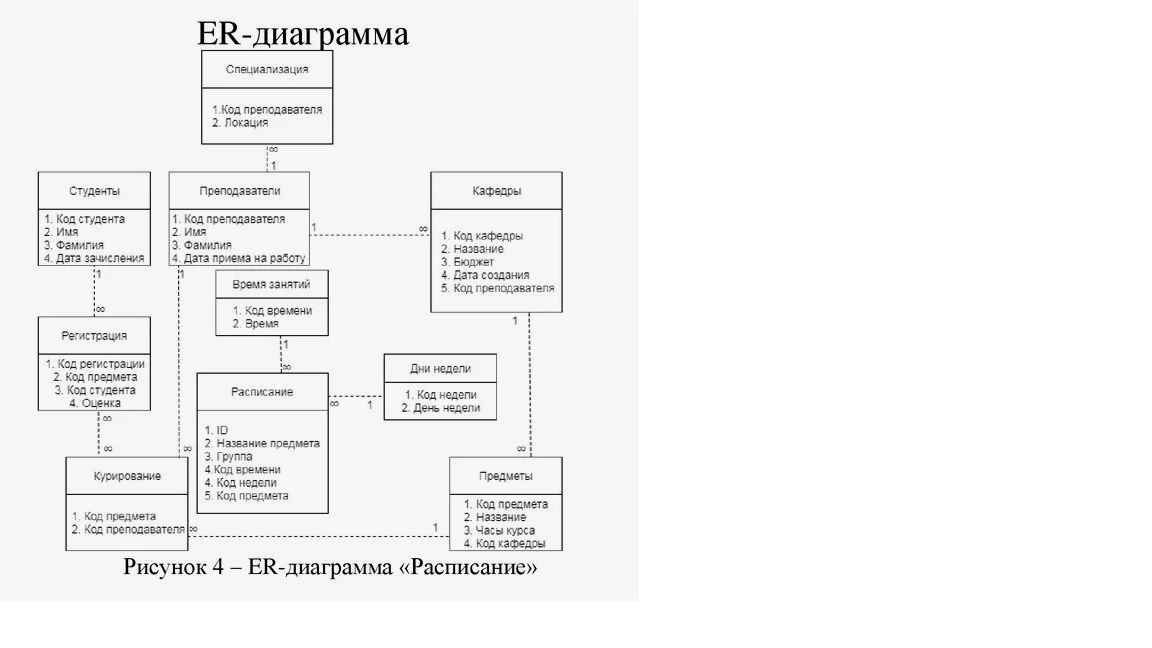 ER-диаграмма
Специализация
1.Код преподавателя
2. Локация
∞
1
Студенты
1. Код студента
2. Имя
3. Фамилия
4. Дата зачисления
Преподаватели
1. Код преподавателя
2. Имя
3. Фамилия
4. Дата приема на работу
1
∞
Кафедры
1. Код кафедры
2. Название
3. Бюджет
4. Дата создания
5. Код преподавателя
1
∞
1
Время занятий
1. Код времени
2. Время
1
∞
1
Регистрация
1. Код регистрации
2. Код предмета
3. Код студента
4. Оценка
∞
∞
Расписание
1. ID
2. Название предмета
3. Группа
4.Код времени
4. Код недели
5. Код предмета
∞
1
Дни недели
1. Код недели
2. День недели
∞
∞
Курирование
1. Код предмета
2. Код преподавателя
∞
1
Предметы
1. Код предмета
2. Название
3. Часы курса
4. Код кафедры
Рисунок 4 – ER-диаграмма «Расписание»